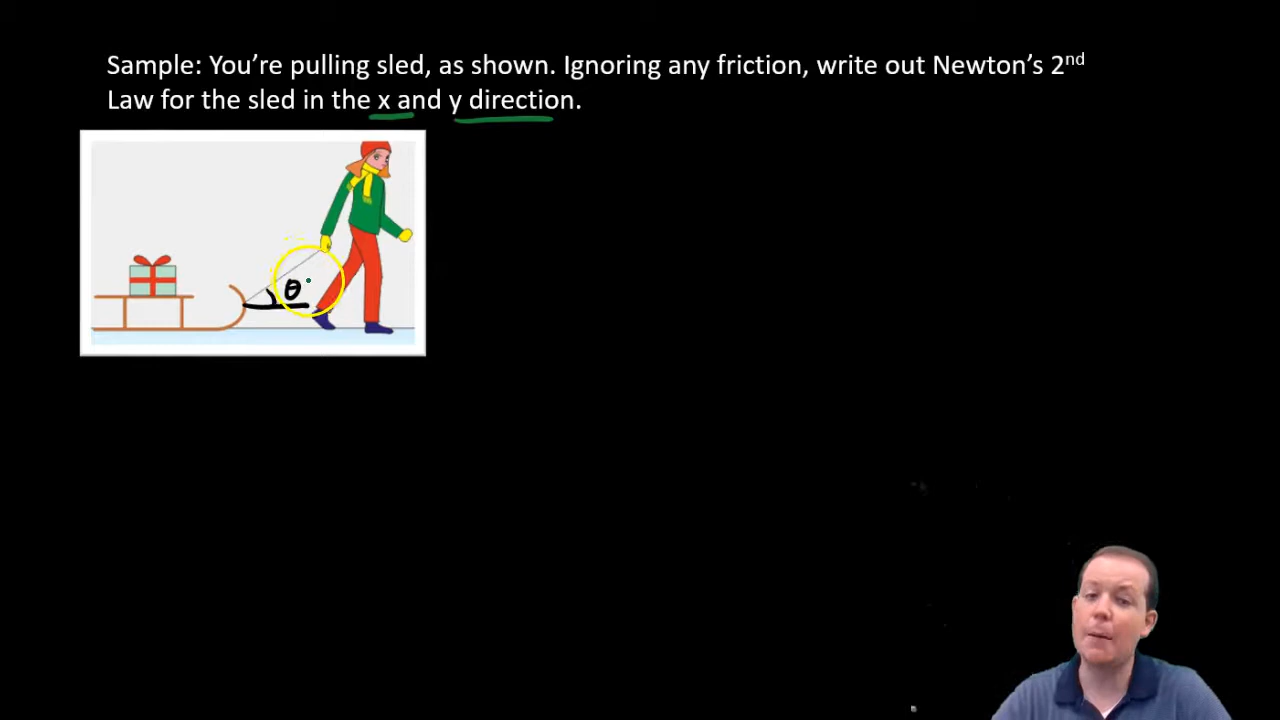 Sample: You’re pulling sled, as shown. Ignoring any friction, write out Newton’s 2nd
Law for the sled in the x and y direction.
θ